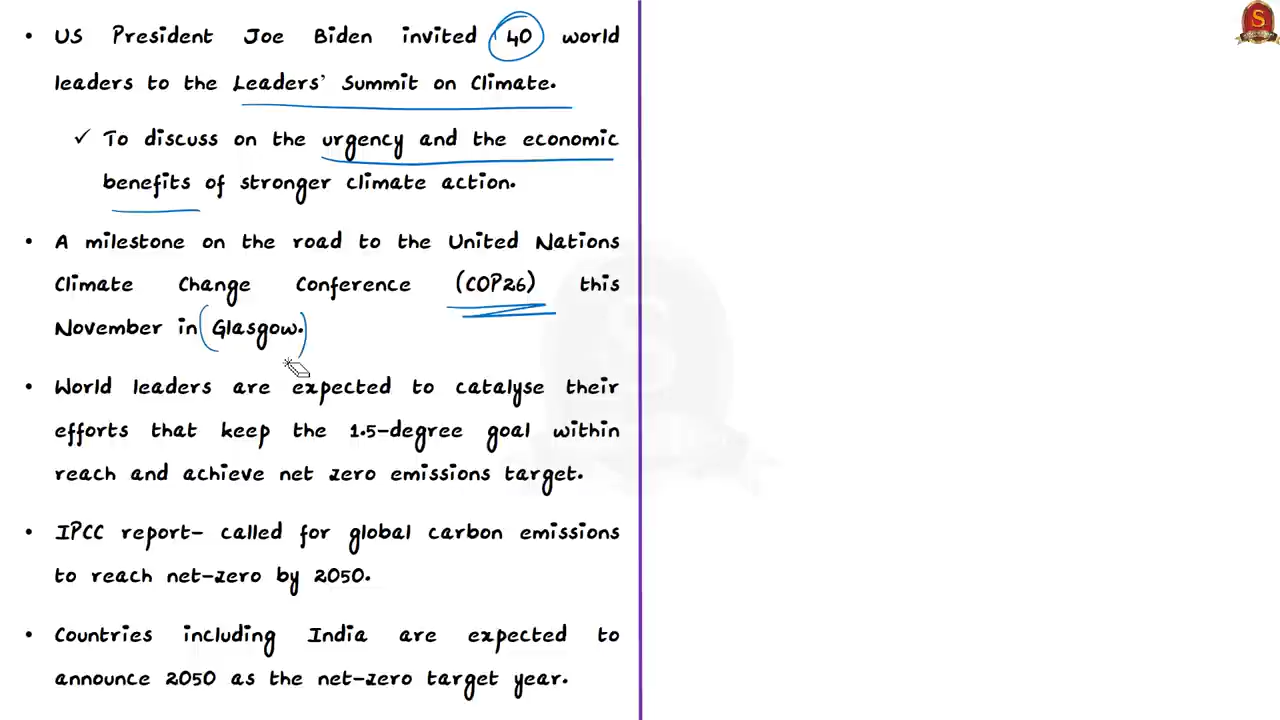 • US President Joe Biden invited 40 world
leaders to the Leaders' Summit on Climate.
✓ To discuss on the urgency and the economic
benefits of stronger climate action.
• A milestone on the road to the United Nations
Climate Change Conference (COP26) this
November in Glasgow.
• World leaders are expected to catalyse their
efforts that keep the 1.5-degree goal within
reach and achieve net zero emissions target.
• IPCC report- called for global carbon emissions
to reach net-zero by 2050.
• Countries including India are expected to
announce 2050 as the net-zero target year.
S